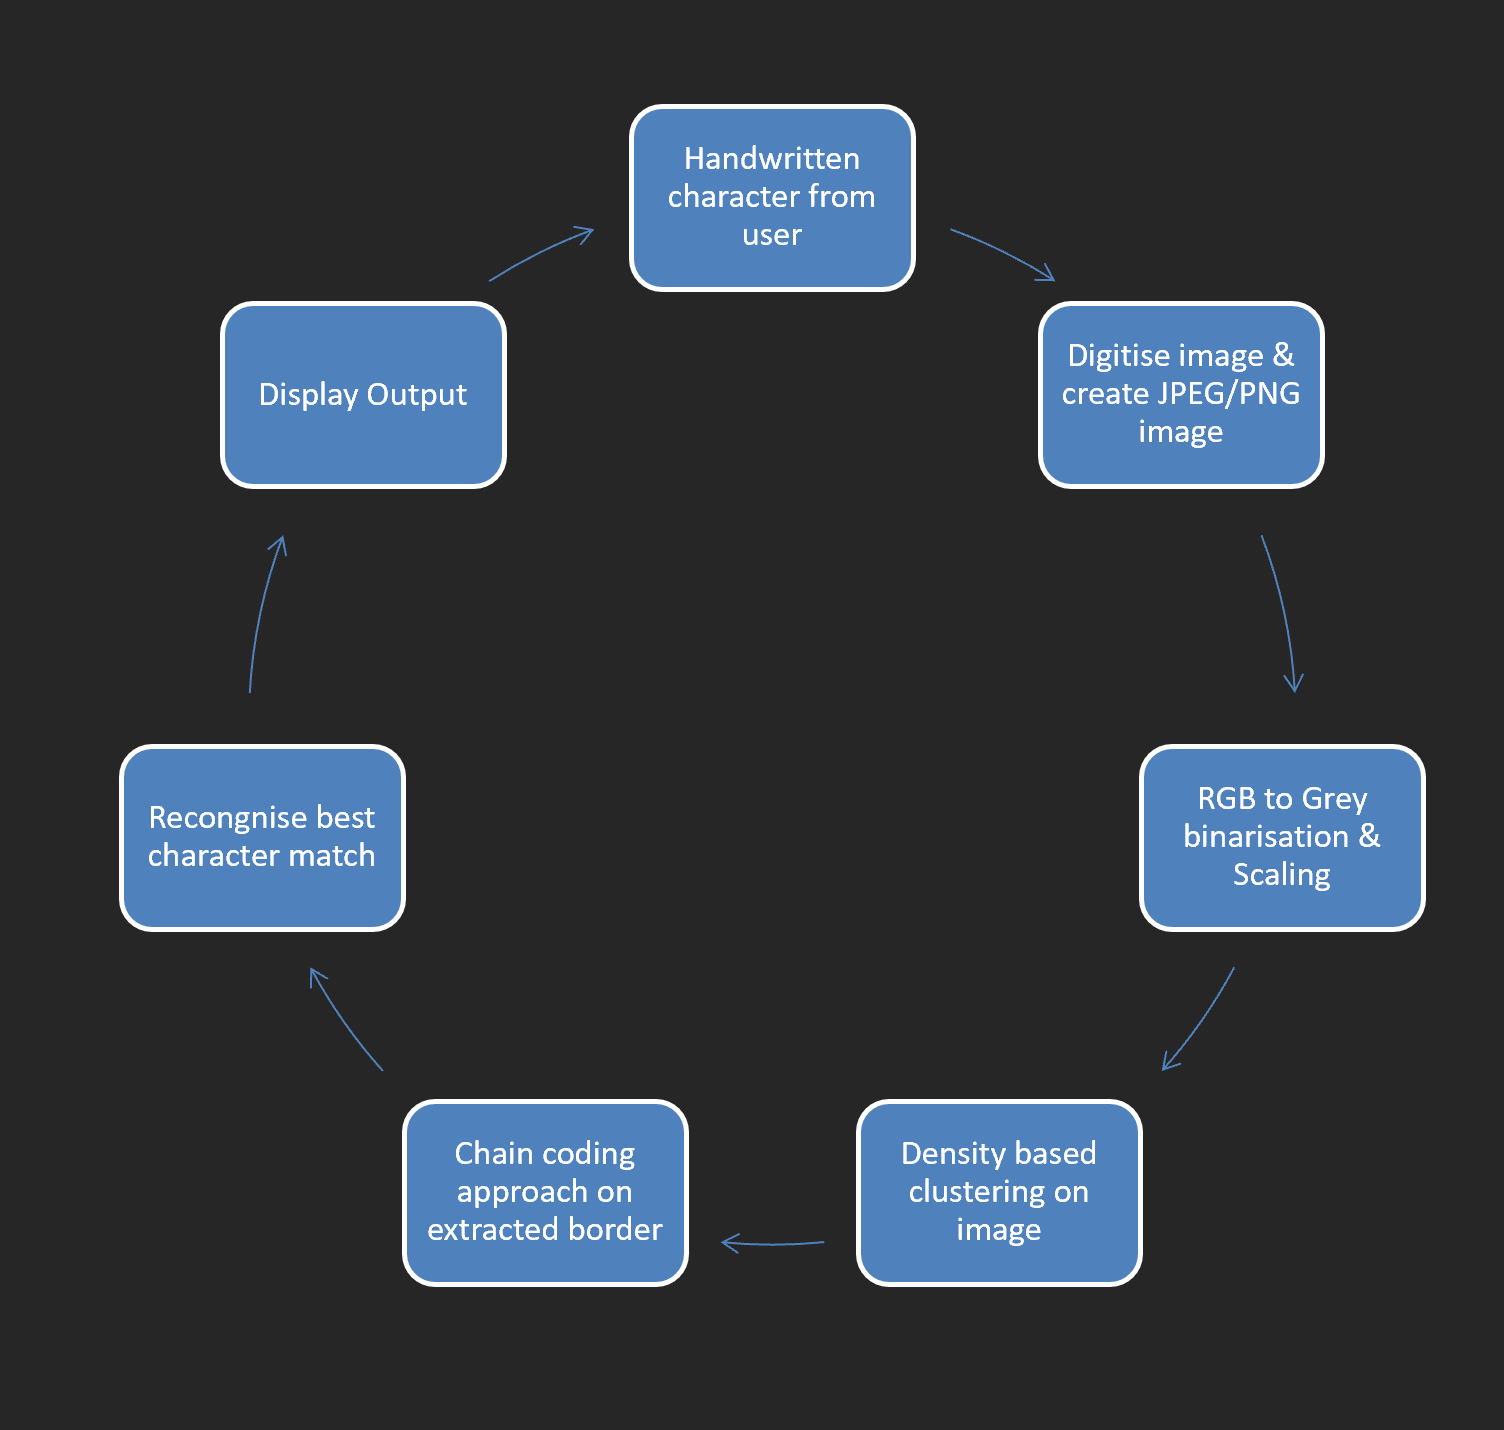 Handwritten
character from
user
Digitise image &
create JPEG/PNG
image
RGB to Grey
binarisation &
Scaling
Density based
clustering on
image
Chain coding
approach on
extracted border
Recongnise best
character match
Display Output